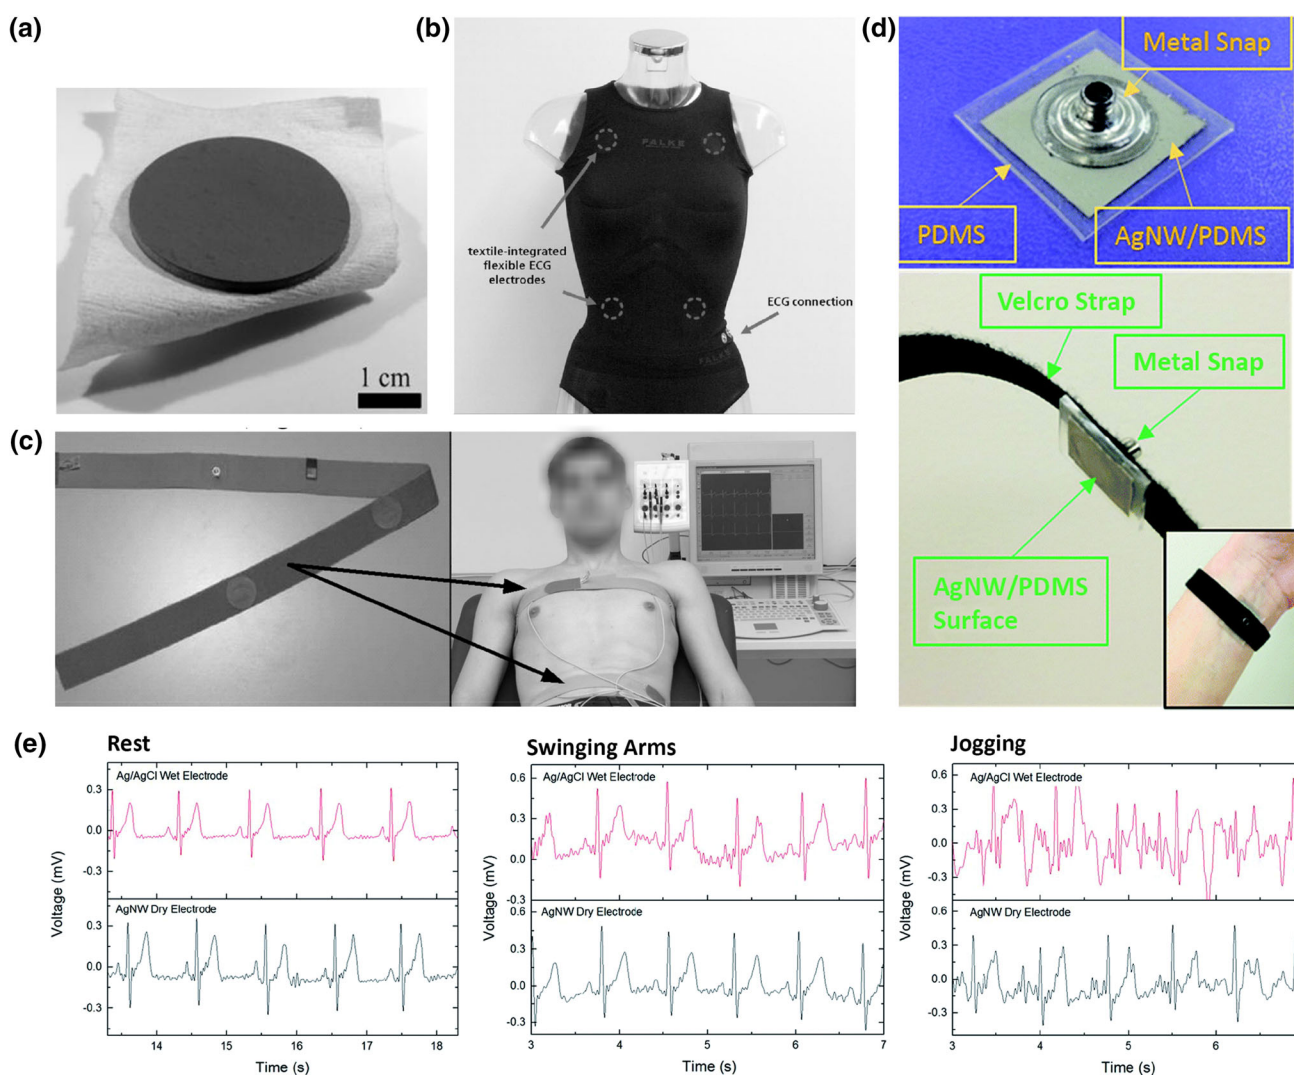 (a)
1 cm
(b)
FALKE
textile-integrated
flexible ECG
electrodes
ECG connection
FALKE
(c)
(d)
Metal Snap
PDMS
AgNW/PDMS
Velcro Strap
Metal Snap
AgNW/PDMS
Surface
(e)
Rest
Ag/AgCl Wet Electrode
0.3
0.0
-0.3
AgNW Dry Electrode
0.3
0.0
-0.3
Voltage (mV)
14 15 16 17 18
Time (s)
Swinging Arms
Ag/AgCl Wet Electrode
0.6
0.3
0.0
AgNW Dry Electrode
0.6
0.3
0.0
-0.3
Voltage (mV)
3 4 5 6 7
Time (s)
Jogging
Ag/AgCl Wet Electrode
0.6
0.3
0.0
AgNW Dry Electrode
0.6
0.3
0.0
-0.3
Voltage (mV)
3 4 5 6
Time (s)